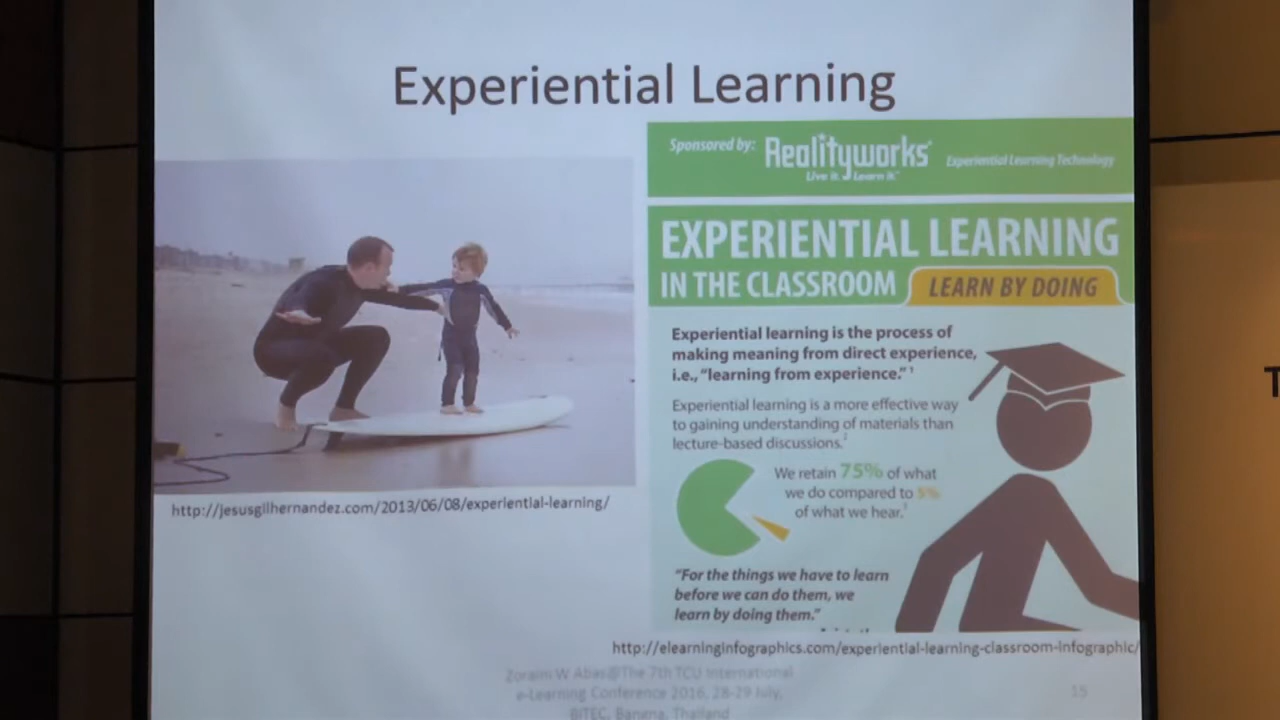 Experiential Learning
Sponsored by:
Realityworks®
Live it. Learn it.™
Experiential Learning Technology
EXPERIENTIAL LEARNING
IN THE CLASSROOM
LEARN BY DOING
Experiential learning is the process of
making meaning from direct experience,
i.e., “learning from experience.” 1
Experiential learning is a more effective way
to gaining understanding of materials than
lecture-based discussions.2
We retain 75% of what
we do compared to 5%
of what we hear.3
“For the things we have to learn
before we can do them, we
learn by doing them.”
http://jesusgilhernandez.com/2013/06/08/experiential-learning/
http://elearninginfographics.com/experiential-learning-classroom-infographic/
Zoraini W Abas@The 7th TCU International
e-Learning Conference 2016, 28-29 July,
BITEC, Bangna, Thailand
15
T